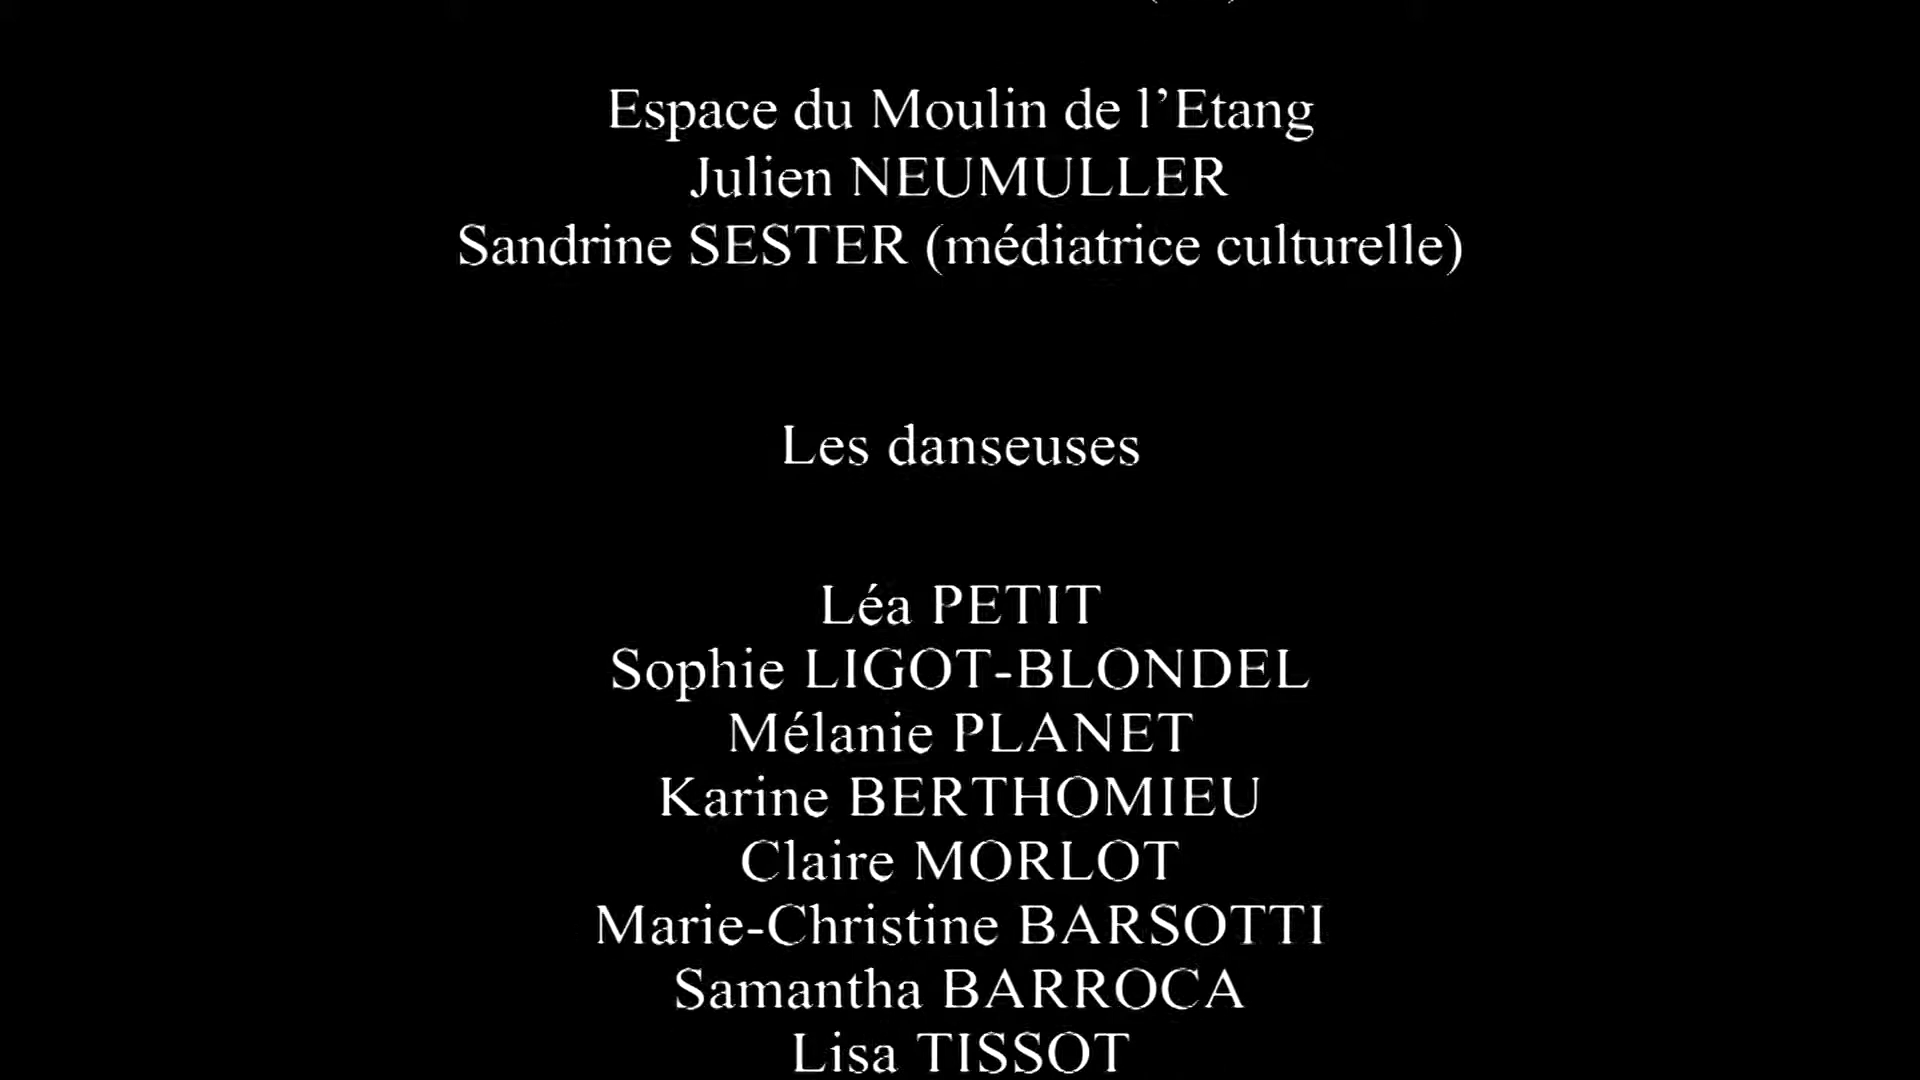 Espace du Moulin de l’Etang
Julien NEUMULLER
Sandrine SESTER (médiatrice culturelle)
Les danseuses
Léa PETIT
Sophie LIGOT-BLONDEL
Mélanie PLANET
Karine BERTHOMIEU
Claire MORLOT
Marie-Christine BARSOTTI
Samantha BARROCA
Lisa TISSOT